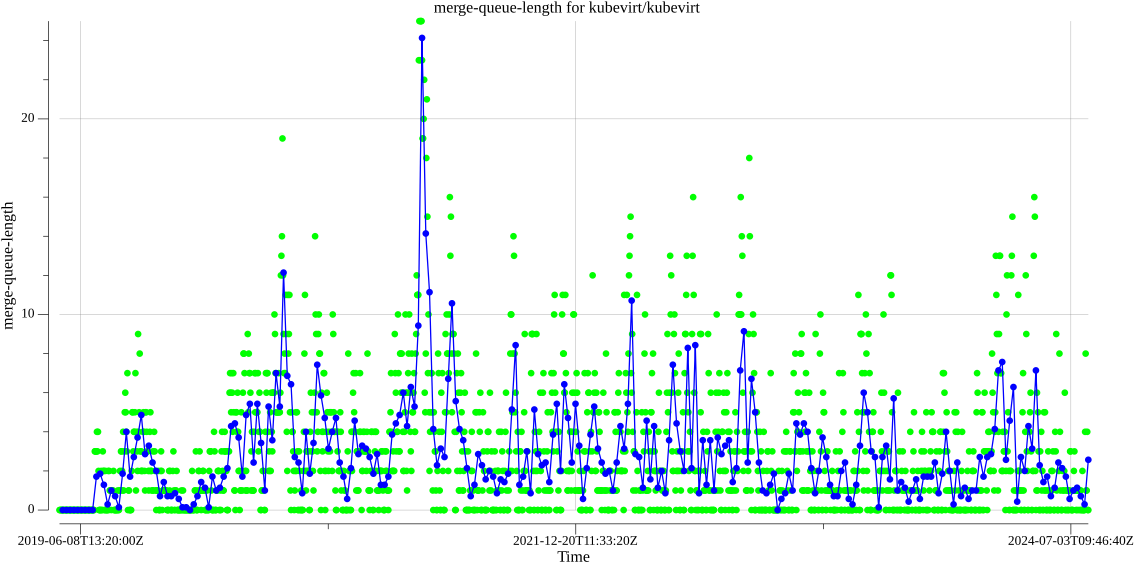 merge-queue-length for kubevirt/kubevirt
20
10
0
merge-queue-length
2019-06-08T13:20:00Z
2021-12-20T11:33:20Z
2024-07-03T09:46:40Z
Time